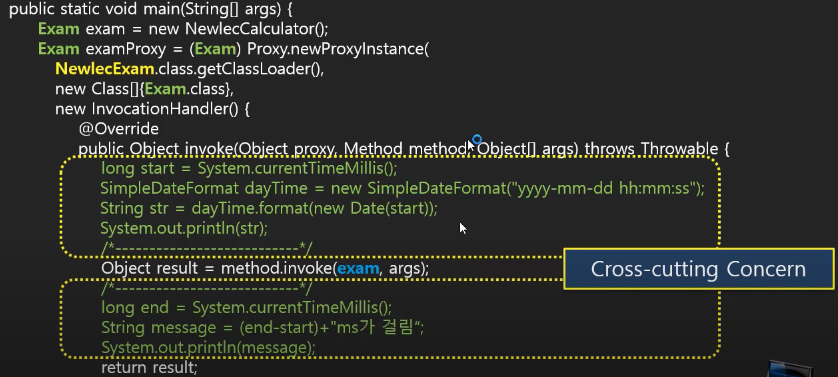 public static void main(String[] args) {
Exam exam = new NewlecCalculator();
Exam examProxy = (Exam) Proxy.newProxyInstance(
NewlecExam.class.getClassLoader(),
new Class[]{Exam.class},
new InvocationHandler() {
@Override
public Object invoke(Object proxy, Method method, Object[] args) throws Throwable {
long start = System.currentTimeMillis();
SimpleDateFormat dayTime = new SimpleDateFormat("yyyy-mm-dd hh:mm:ss");
String str = dayTime.format(new Date(start));
System.out.println(str);
/*---------------------------*/
Object result = method.invoke(exam, args);
Cross-cutting Concern
/*---------------------------*/
long end = System.currentTimeMillis();
String message = (end-start)+"ms가 걸림";
System.out.println(message);
return result;